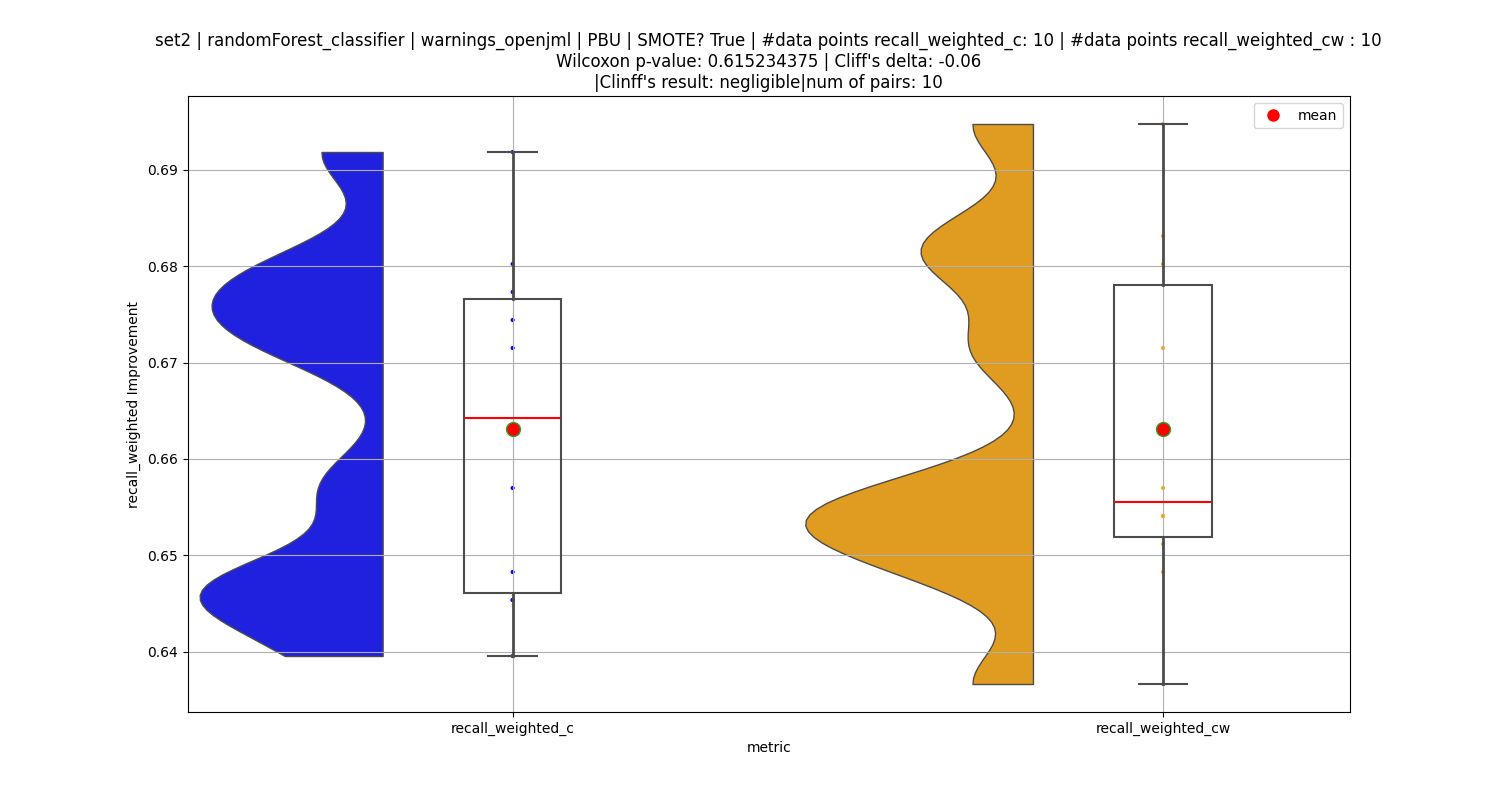 set2 | randomForest_classifier | warnings_openjml | PBU | SMOTE? True | #data points recall_weighted_c: 10 | #data points recall_weighted_cw : 10
Wilcoxon p-value: 0.615234375 | Cliff's delta: -0.06
|Clinff's result: negligible|num of pairs: 10
mean
0.69
0.68
0.67
0.66
0.65
0.64
recall_weighted Improvement
recall_weighted_c
recall_weighted_cw
metric